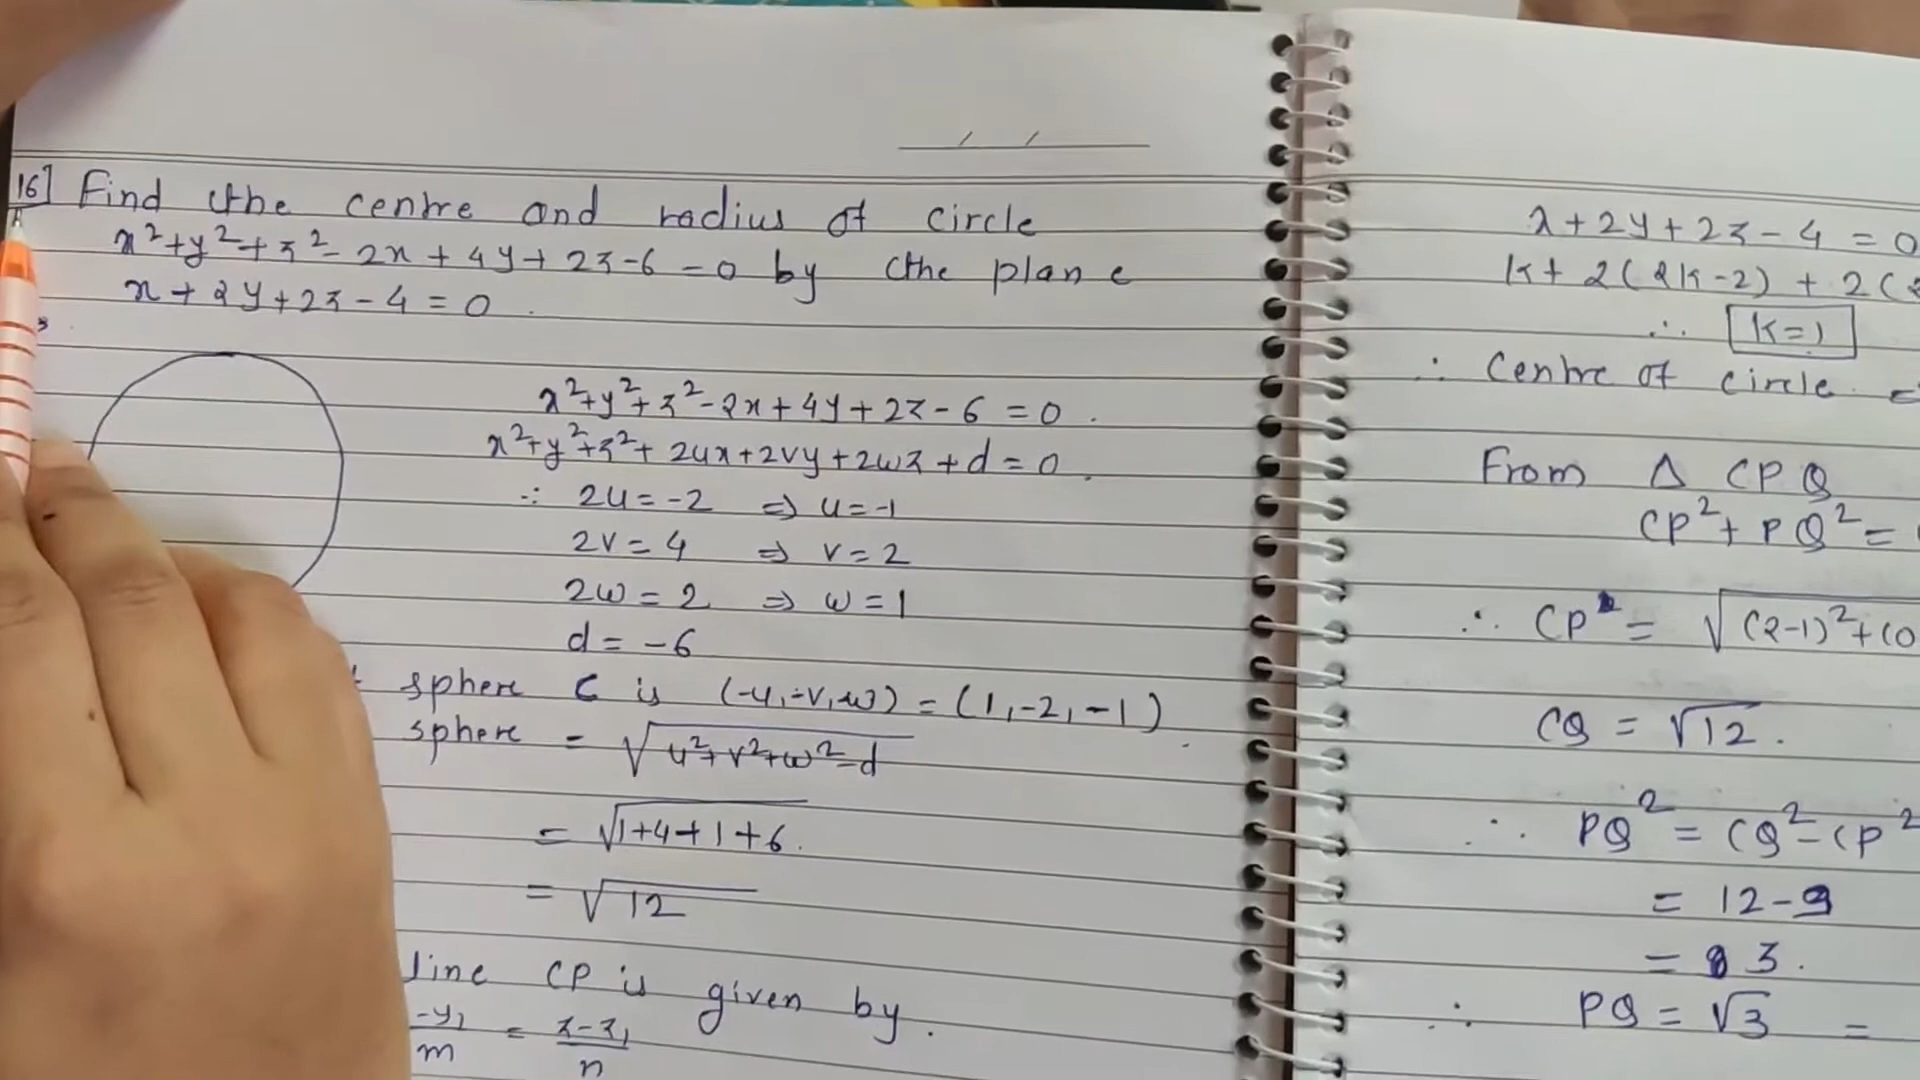 16] Find the centre and radius of circle
x²+y²+z²-2x+4y+2z-6=0 by the plane
x+2y+2z-4=0.
x²+y²+z²-2x+4y+2z-6=0.
x²+y²+z²+2ux+2vy+2wz+d=0.
∴ 2u=-2 ⇒ u=-1
2v=4 ⇒ v=2
2w=2 ⇒ w=1
d=-6
sphere C is (-u,-v,-w)=(1,-2,-1).
sphere = √u²+v²+w²-d
= √1+4+1+6.
= √12
line CP is given by.
-y₁/m = z-z₁/n
x+2y+2z-4=0
k+2(2k-2)+2(
∴ k=1
∴ Centre of circle =
From Δ CPQ
CP²+PQ²=
∴ CP = √(2-1)²+(0
CQ = √12.
∴ PQ²=CQ²-CP²
= 12-9
= 3.
∴ PQ=√3 =